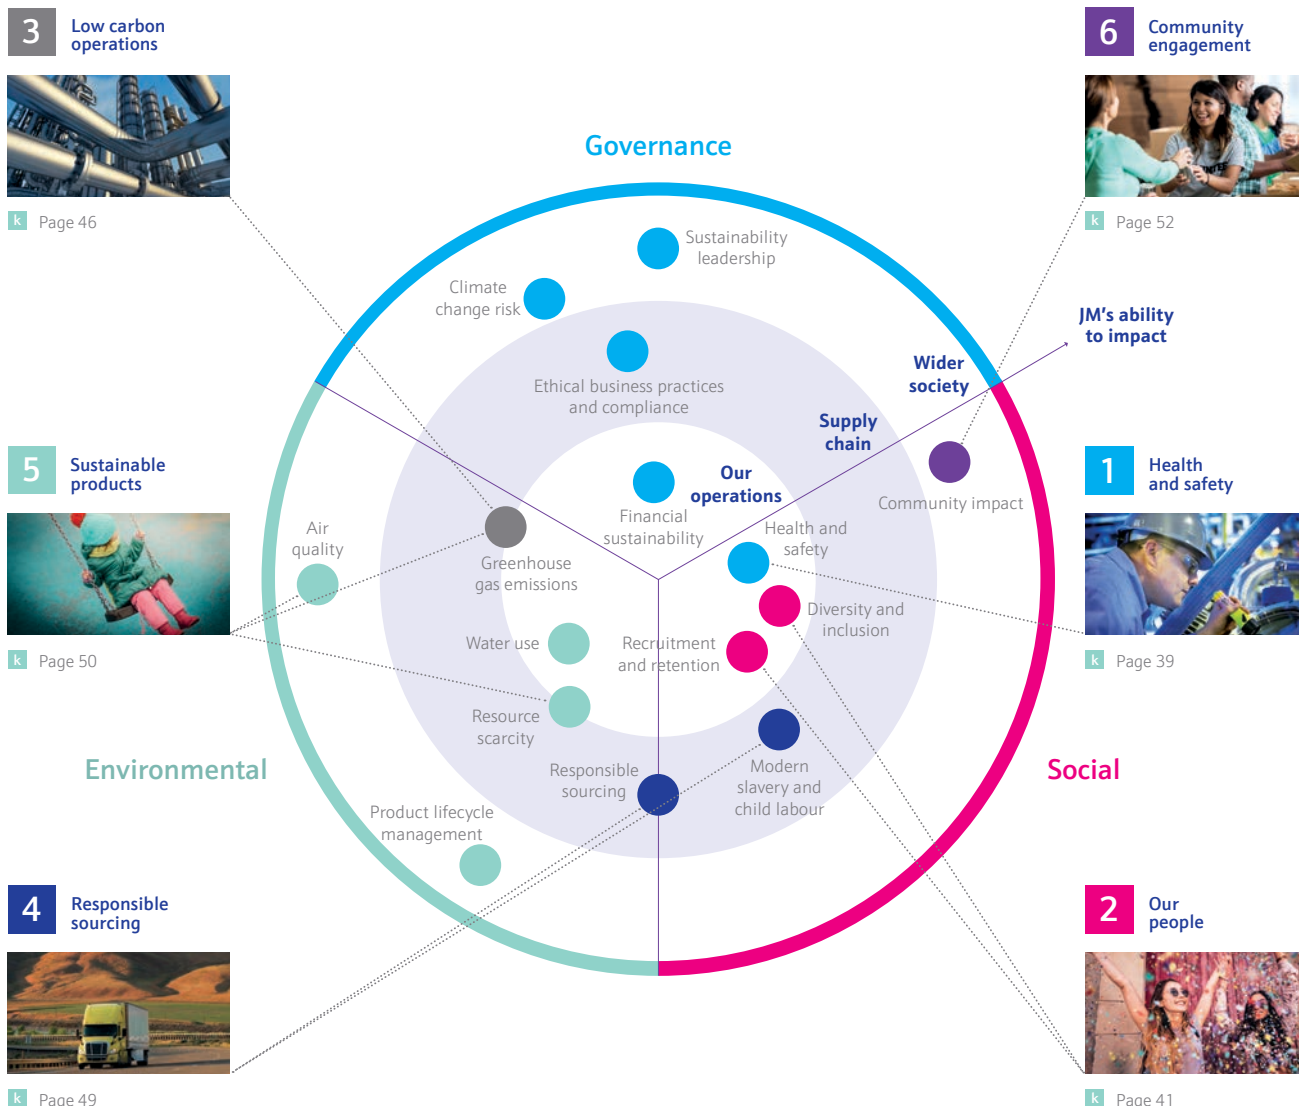 3
Low carbon
operations
k Page 46
6
Community
engagement
k Page 52
Governance
Sustainability
leadership
Climate
change risk
Ethical business practices
and compliance
JM's ability
to impact
Wider
society
Supply
chain
Our
operations
Financial
sustainability
Community impact
5
Sustainable
products
k Page 50
1
Health
and safety
k Page 39
Air
quality
Greenhouse
gas emissions
Health and
safety
Diversity and
inclusion
Water use
Recruitment
and retention
Resource
scarcity
Responsible
sourcing
Modern
slavery and
child labour
Product lifecycle
management
Environmental
Social
4
Responsible
sourcing
k Page 49
2
Our
people
k Page 41